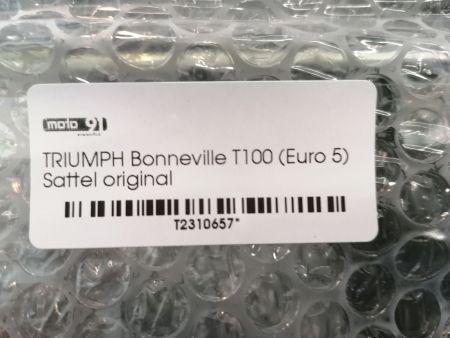 moto 91
TRIUMPH Bonneville T100 (Euro 5)
Sattel original
T2310657*